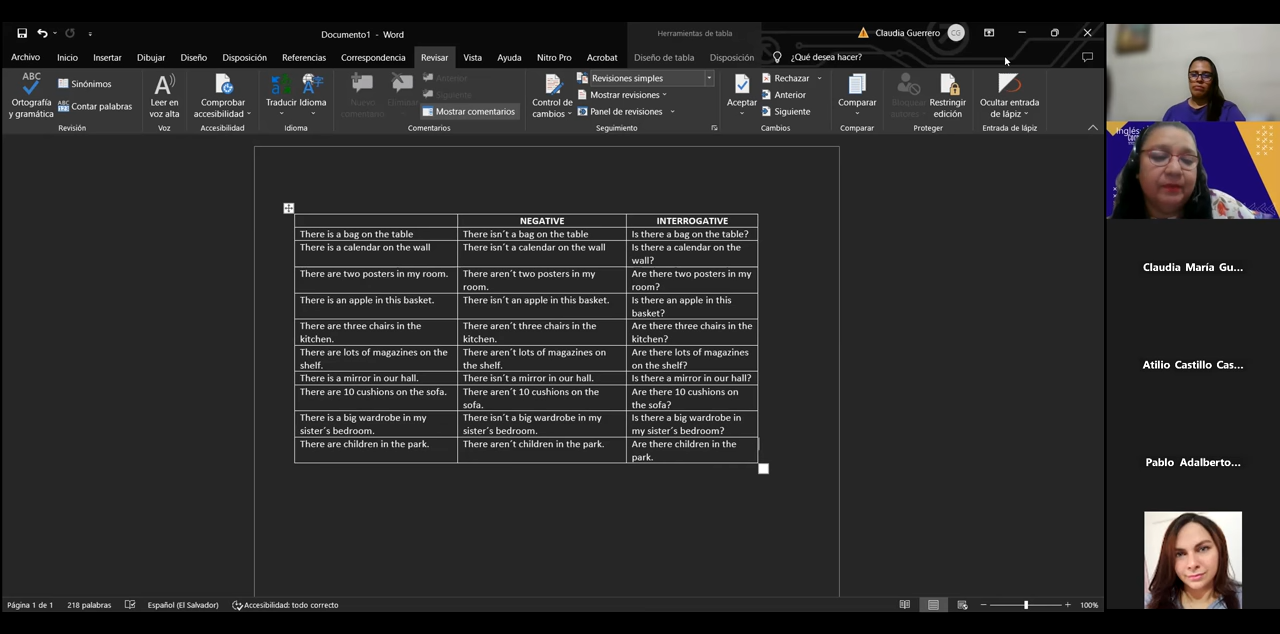 Documento1 - Word
Herramientas de tabla
Claudia Guerrero
CG
Archivo Inicio Insertar Dibujar Diseño Disposición Referencias Correspondencia Revisar Vista Ayuda Nitro Pro Acrobat Diseño de tabla Disposición ¿Qué desea hacer?
ABC
Ortografía
y gramática
Sinónimos
ABC
123
Contar palabras
Revisión
A
Leer en
voz alta
Voz
Comprobar
accesibilidad
Accesibilidad
Traducir
Idioma
Idioma
Nuevo
comentario
Eliminar
Anterior
Siguiente
Mostrar comentarios
Comentarios
Control de
cambios
Revisiones simples
Mostrar revisiones
Panel de revisiones
Seguimiento
Aceptar
Rechazar
Anterior
Siguiente
Cambios
Comparar
Comparar
Bloquear
autores
Restringir
edición
Proteger
Ocultar entrada
de lápiz
Entrada de lápiz
NEGATIVE INTERROGATIVE
There is a bag on the table There isn´t a bag on the table Is there a bag on the table?
There is a calendar on the wall There isn´t a calendar on the wall Is there a calendar on the
wall?
There are two posters in my room. There aren´t two posters in my Are there two posters in my
room. room?
There is an apple in this basket. There isn´t an apple in this basket. Is there an apple in this
basket?
There are three chairs in the There aren´t three chairs in the Are there three chairs in the
kitchen. kitchen. kitchen?
There are lots of magazines on the There aren´t lots of magazines on Are there lots of magazines
shelf. the shelf. on the shelf?
There is a mirror in our hall. There isn´t a mirror in our hall. Is there a mirror in our hall?
There are 10 cushions on the sofa. There aren´t 10 cushions on the Are there 10 cushions on
sofa. the sofa?
There is a big wardrobe in my There isn´t a big wardrobe in my Is there a big wardrobe in
sister´s bedroom. sister´s bedroom. my sister´s bedroom?
There are children in the park. There aren´t children in the park. Are there children in the
park.
Página 1 de 1 218 palabras Español (El Salvador) Accesibilidad: todo correcto 100%
Inglés
Claudia María Gu...
Atilio Castillo Cas...
Pablo Adalberto...